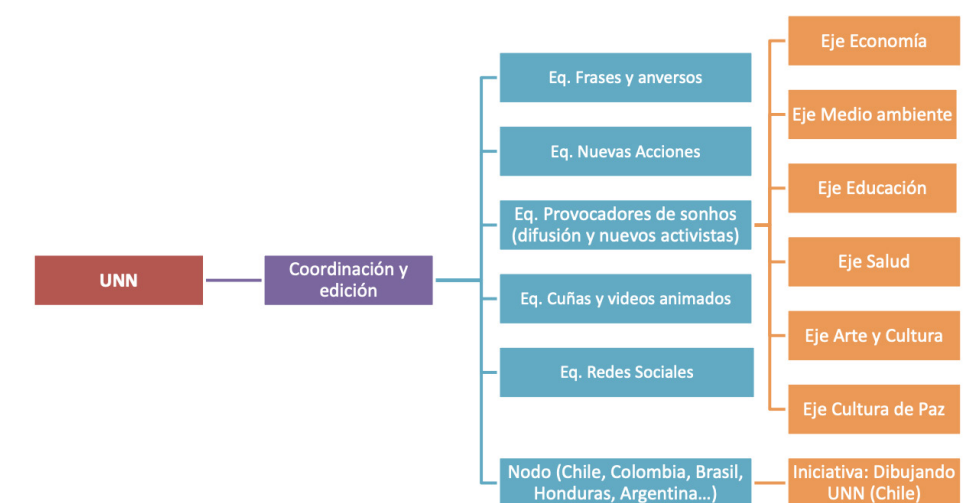 UNN
Coordinación y
edición
Eq. Frases y anversos
Eq. Nuevas Acciones
Eq. Provocadores de sonhos
(difusión y nuevos activistas)
Eq. Cuñas y videos animados
Eq. Redes Sociales
Nodo (Chile, Colombia, Brasil,
Honduras, Argentina...)
Eje Economía
Eje Medio ambiente
Eje Educación
Eje Salud
Eje Arte y Cultura
Eje Cultura de Paz
Iniciativa: Dibujando
UNN (Chile)